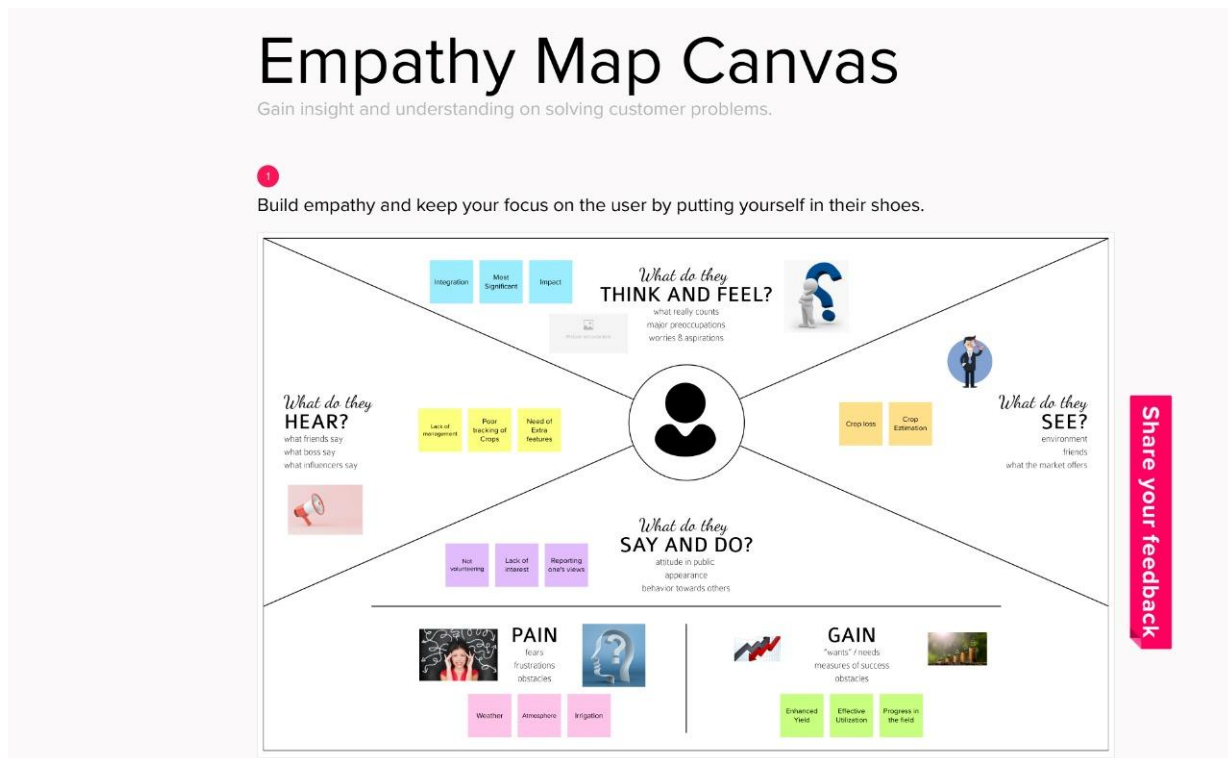 Empathy Map Canvas
Gain insight and understanding on solving customer problems.
1
Build empathy and keep your focus on the user by putting yourself in their shoes.
Integration
Most
Significant
Impact
What do they
THINK AND FEEL?
what really counts
major preoccupations
worries & aspirations
What do they
HEAR?
what friends say
what boss say
what influencers say
Lack of
management
Poor
tracking of
Crops
Need of
Extra
features
Crop loss
Crop
Estimation
What do they
SEE?
environment
friends
what the market offers
Share your feedback
What do they
SAY AND DO?
attitude in public
appearance
behavior towards others
Not
volunteering
Lack of
interest
Reporting
one's views
PAIN
fears
frustrations
obstacles
Weather
Atmosphere
Irrigation
GAIN
"wants" / needs
measures of success
obstacles
Enhanced
Yield
Effective
Utilization
Progress in
the field